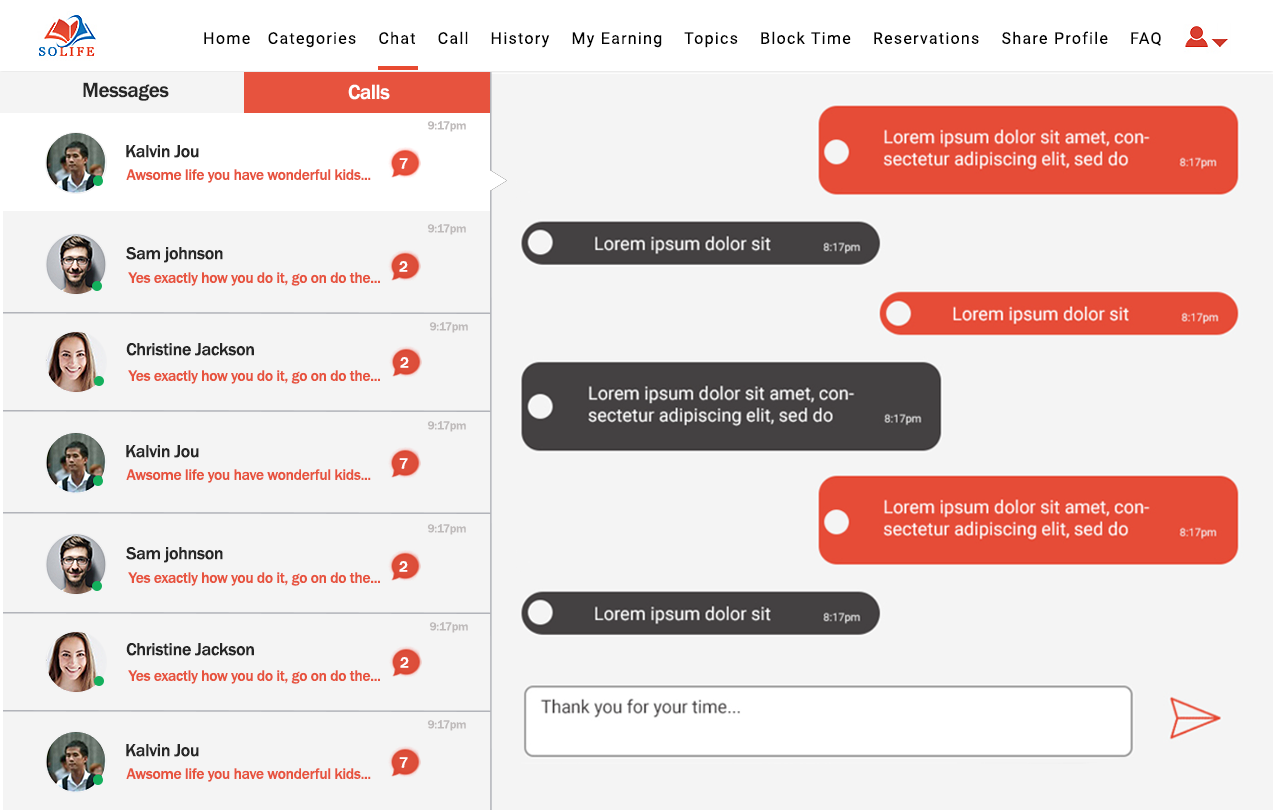 SOLIFE
Home Categories Chat Call History My Earning Topics Block Time Reservations Share Profile FAQ
Messages Calls
9:17pm
Kalvin Jou
7
Awsome life you have wonderful kids...
9:17pm
Sam johnson
2
Yes exactly how you do it, go on do the...
9:17pm
Christine Jackson
2
Yes exactly how you do it, go on do the...
9:17pm
Kalvin Jou
7
Awsome life you have wonderful kids...
9:17pm
Sam johnson
2
Yes exactly how you do it, go on do the...
9:17pm
Christine Jackson
2
Yes exactly how you do it, go on do the...
9:17pm
Kalvin Jou
7
Awsome life you have wonderful kids...
Lorem ipsum dolor sit amet, con-
sectetur adipiscing elit, sed do
8:17pm
Lorem ipsum dolor sit 8:17pm
Lorem ipsum dolor sit 8:17pm
Lorem ipsum dolor sit amet, con-
sectetur adipiscing elit, sed do
8:17pm
Lorem ipsum dolor sit amet, con-
sectetur adipiscing elit, sed do
8:17pm
Lorem ipsum dolor sit 8:17pm
Thank you for your time...